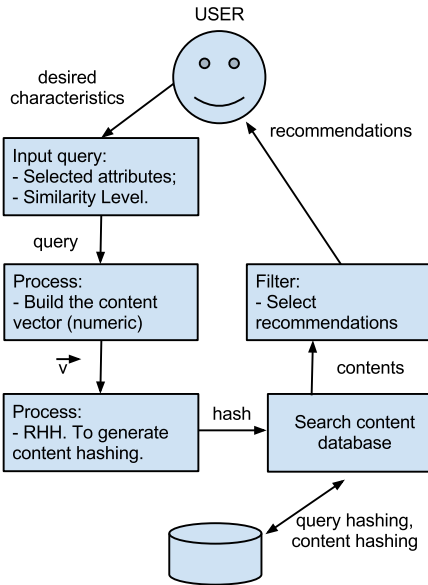 USER
desired
characteristics
recommendations
Input query:
- Selected attributes;
- Similarity Level.
query
Process:
- Build the content
vector (numeric)
Filter:
- Select
recommendations
v
contents
Process:
- RHH. To generate
content hashing.
hash
Search content
database
query hashing,
content hashing